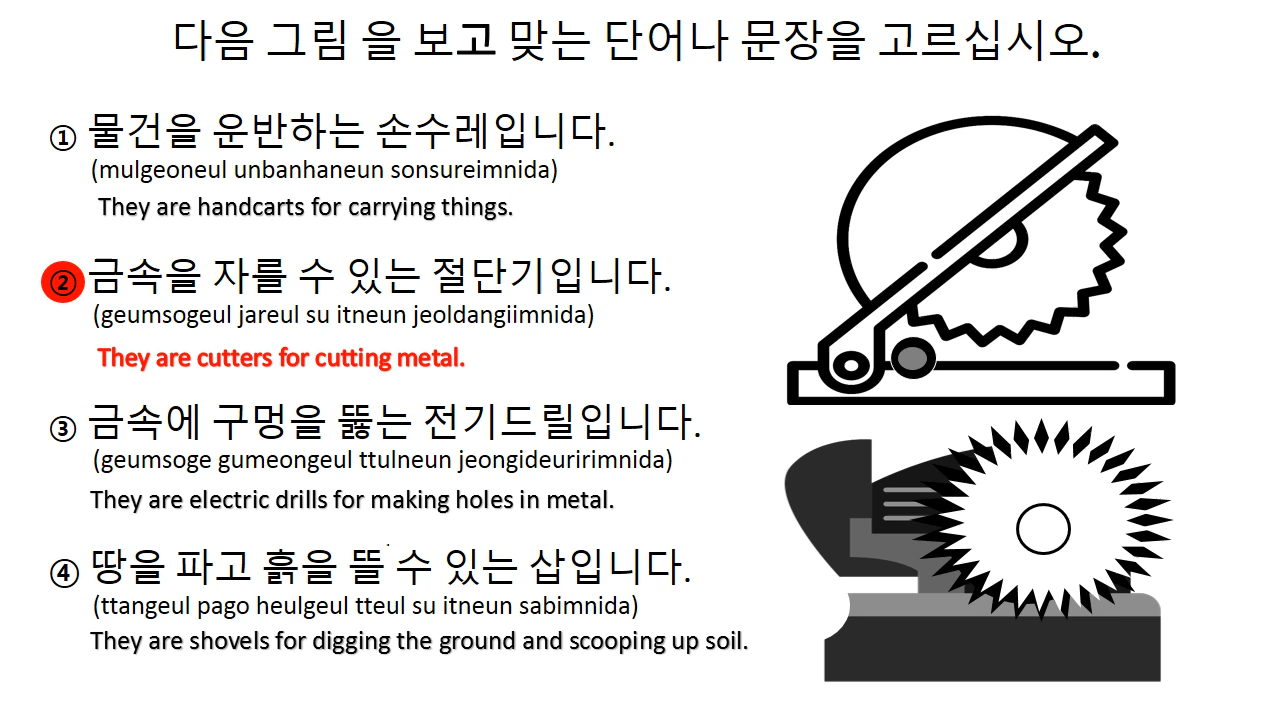 다음 그림 을 보고 맞는 단어나 문장을 고르십시오.
① 물건을 운반하는 손수레입니다.
(mulgeoneul unbanhaneun sonsureimnida)
They are handcarts for carrying things.
② 금속을 자를 수 있는 절단기입니다.
(geumsogeul jareul su itneun jeoldangiimnida)
They are cutters for cutting metal.
③ 금속에 구멍을 뚫는 전기드릴입니다.
(geumsoge gumeongeul ttulneun jeongideuririmnida)
They are electric drills for making holes in metal.
④ 땅을 파고 흙을 뜰 수 있는 삽입니다.
(ttangeul pago heulgeul tteul su itneun sabimnida)
They are shovels for digging the ground and scooping up soil.